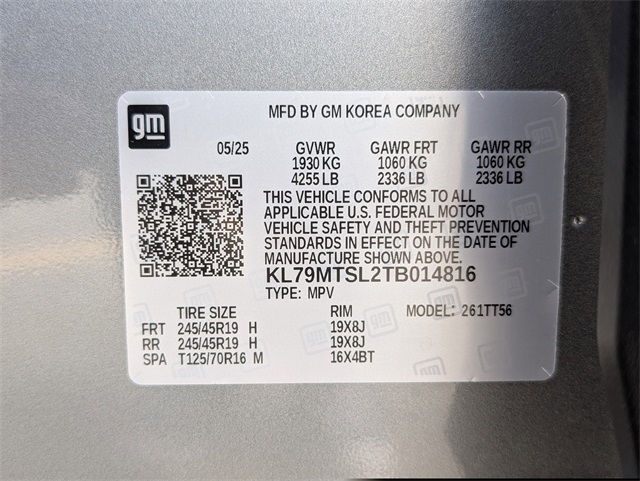 gm
MFD BY GM KOREA COMPANY
05/25 GVWR GAWR FRT GAWR RR
1930 KG 1060 KG 1060 KG
4255 LB 2336 LB 2336 LB
THIS VEHICLE CONFORMS TO ALL
APPLICABLE U.S. FEDERAL MOTOR
VEHICLE SAFETY AND THEFT PREVENTION
STANDARDS IN EFFECT ON THE DATE OF
MANUFACTURE SHOWN ABOVE.
KL79MTSL2TB014816
TYPE: MPV
TIRE SIZE RIM MODEL: 261TT56
FRT 245/45R19 H 19X8J
RR 245/45R19 H 19X8J
SPA T125/70R16 M 16X4BT